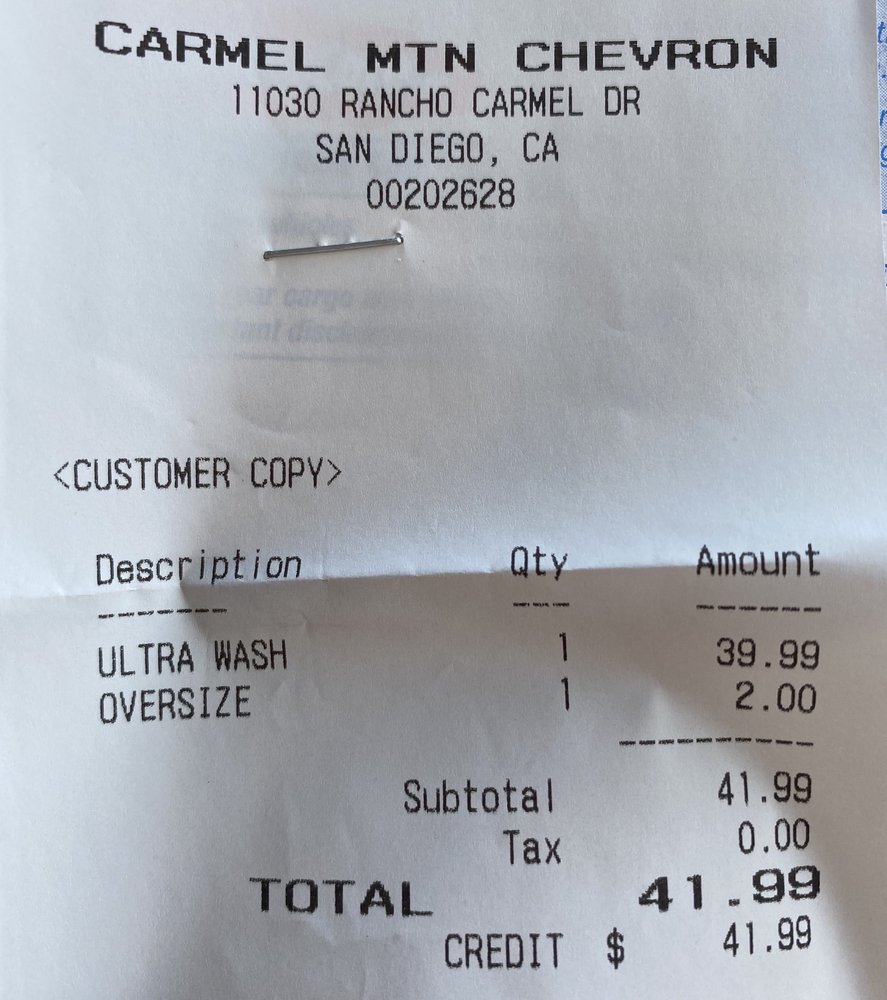 CARMEL MTN CHEVRON
11030 RANCHO CARMEL DR
SAN DIEGO, CA
00202628
<CUSTOMER COPY>
Description Qty Amount
ULTRA WASH 1 39.99
OVERSIZE 1 2.00
Subtotal 41.99
Tax 0.00
TOTAL 41.99
CREDIT $ 41.99